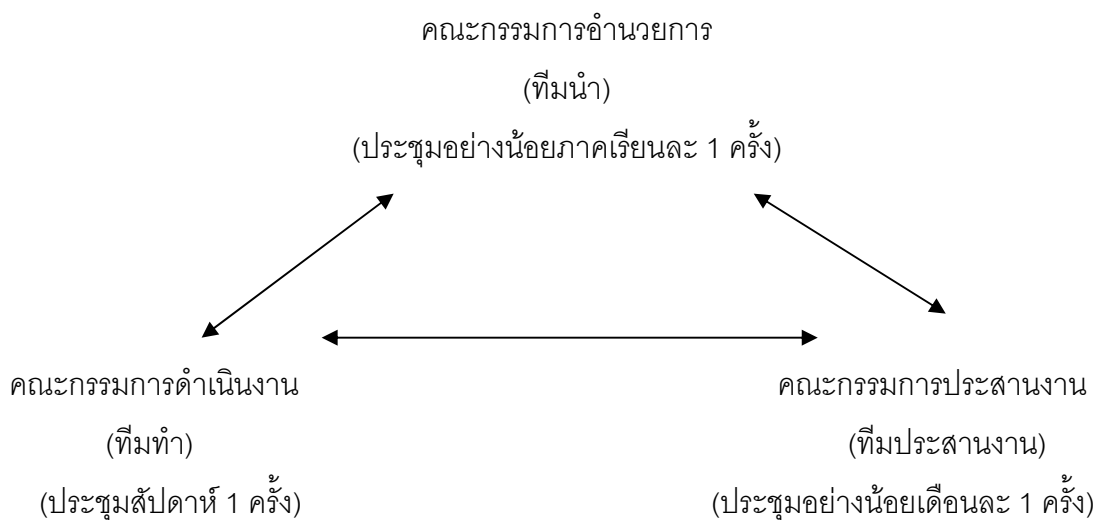 คณะกรรมการอำนวยการ
(ทีมนำ)
(ประชุมอย่างน้อยภาคเรียนละ 1 ครั้ง)
คณะกรรมการดำเนินงาน
(ทีมทำ)
(ประชุมสัปดาห์ 1 ครั้ง)
คณะกรรมการประสานงาน
(ทีมประสานงาน)
(ประชุมอย่างน้อยเดือนละ 1 ครั้ง)